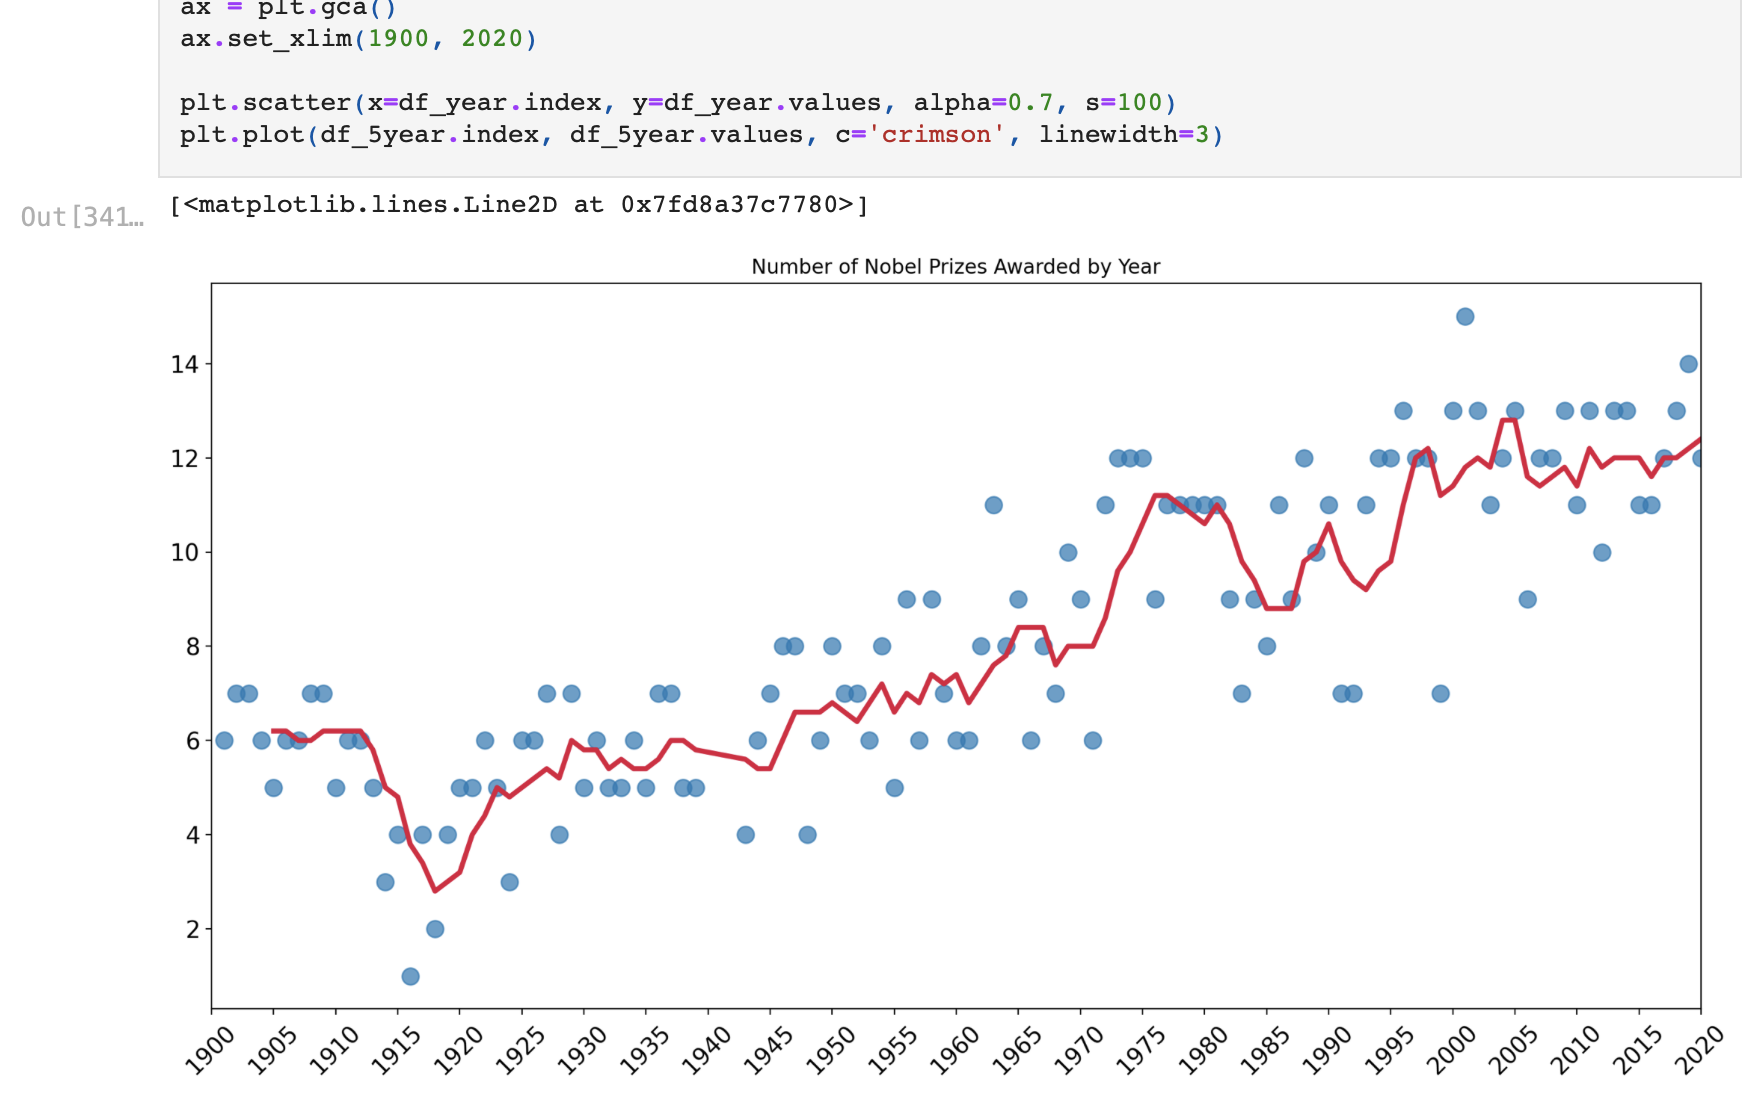 ax = plt.gca()
ax.set_xlim(1900, 2020)
plt.scatter(x=df_year.index, y=df_year.values, alpha=0.7, s=100)
plt.plot(df_5year.index, df_5year.values, c='crimson', linewidth=3)
Out[341…
[<matplotlib.lines.Line2D at 0x7fd8a37c7780>]
Number of Nobel Prizes Awarded by Year
14
12
10
8
6
4
2
1900 1905 1910 1915 1920 1925 1930 1935 1940 1945 1950 1955 1960 1965 1970 1975 1980 1985 1990 1995 2000 2005 2010 2015 2020